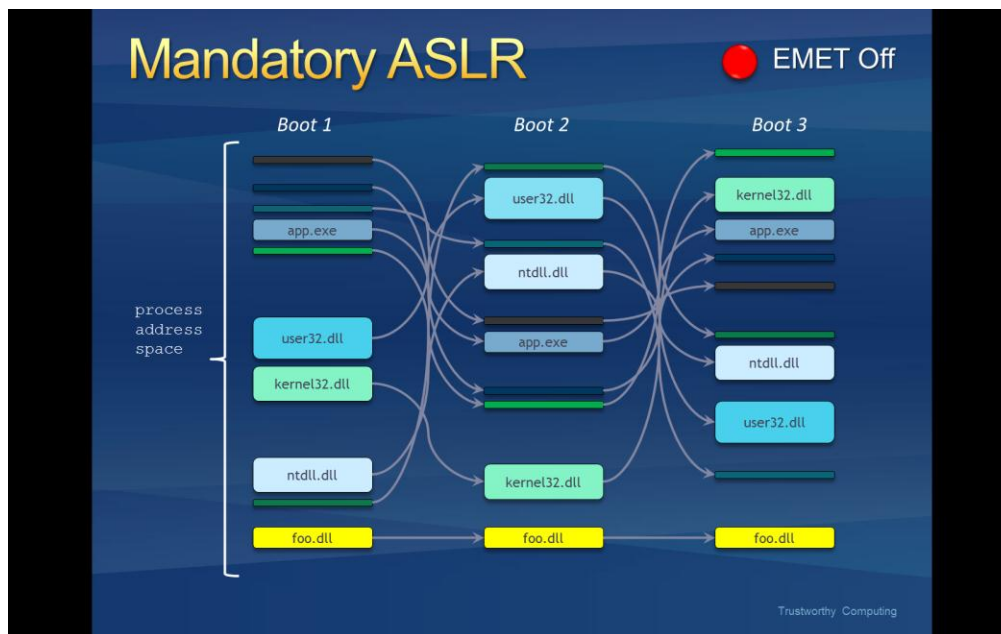 Mandatory ASLR
EMET Off
Boot 1
Boot 2
Boot 3
process
address
space
app.exe
user32.dll
kernel32.dll
ntdll.dll
foo.dll
user32.dll
ntdll.dll
app.exe
kernel32.dll
foo.dll
kernel32.dll
app.exe
ntdll.dll
user32.dll
foo.dll
Trustworthy Computing